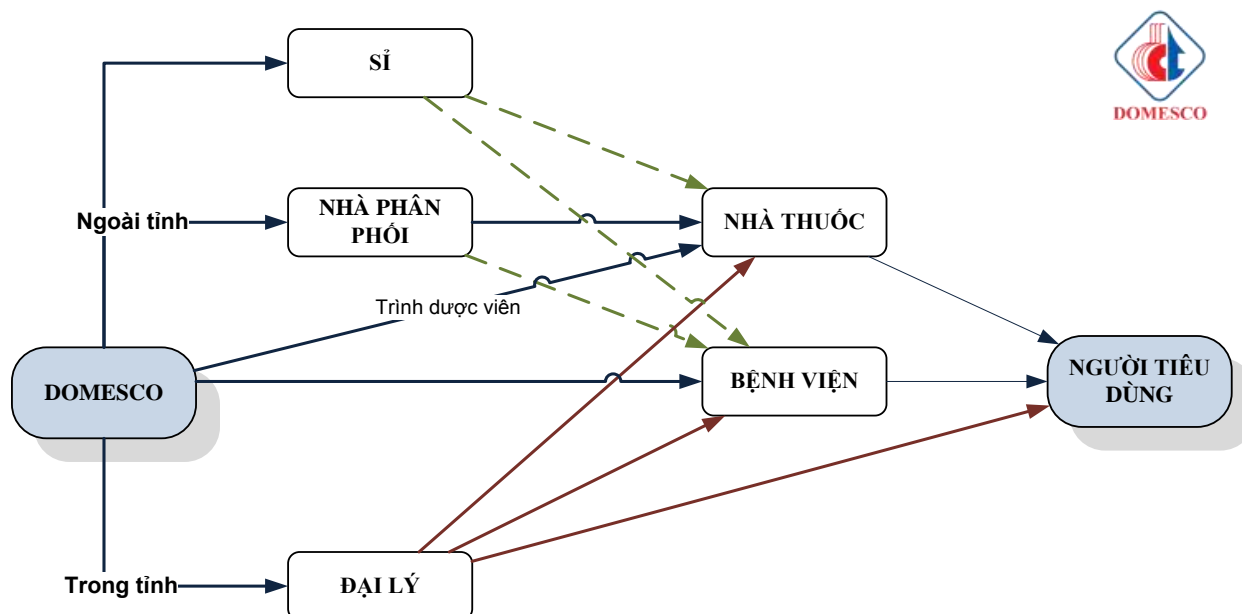 SỈ
DOMESCO
Ngoài tỉnh
NHÀ PHÂN
PHỐI
NHÀ THUỐC
Trình dược viên
DOMESCO
BỆNH VIỆN
NGƯỜI TIÊU
DÙNG
Trong tỉnh
ĐẠI LÝ